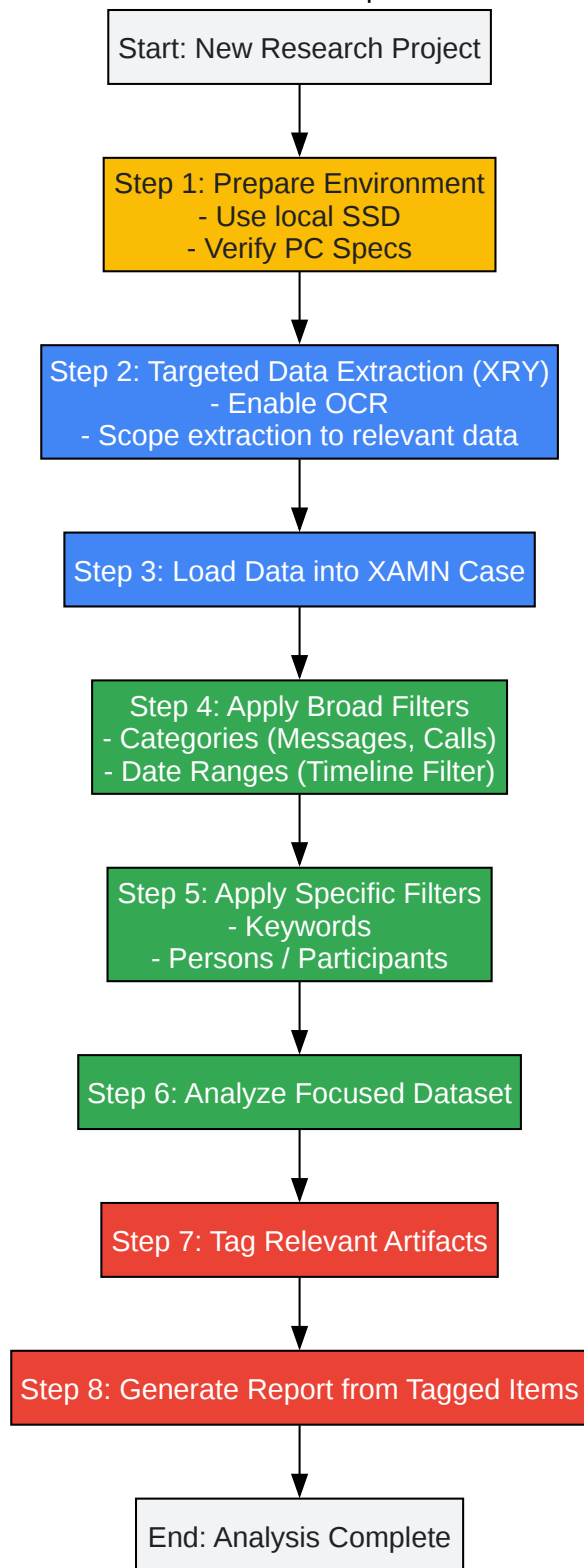 Start: New Research Project
Step 1: Prepare Environment
- Use local SSD
- Verify PC Specs
Step 2: Targeted Data Extraction (XRY)
- Enable OCR
- Scope extraction to relevant data
Step 3: Load Data into XAMN Case
Step 4: Apply Broad Filters
- Categories (Messages, Calls)
- Date Ranges (Timeline Filter)
Step 5: Apply Specific Filters
- Keywords
- Persons / Participants
Step 6: Analyze Focused Dataset
Step 7: Tag Relevant Artifacts
Step 8: Generate Report from Tagged Items
End: Analysis Complete